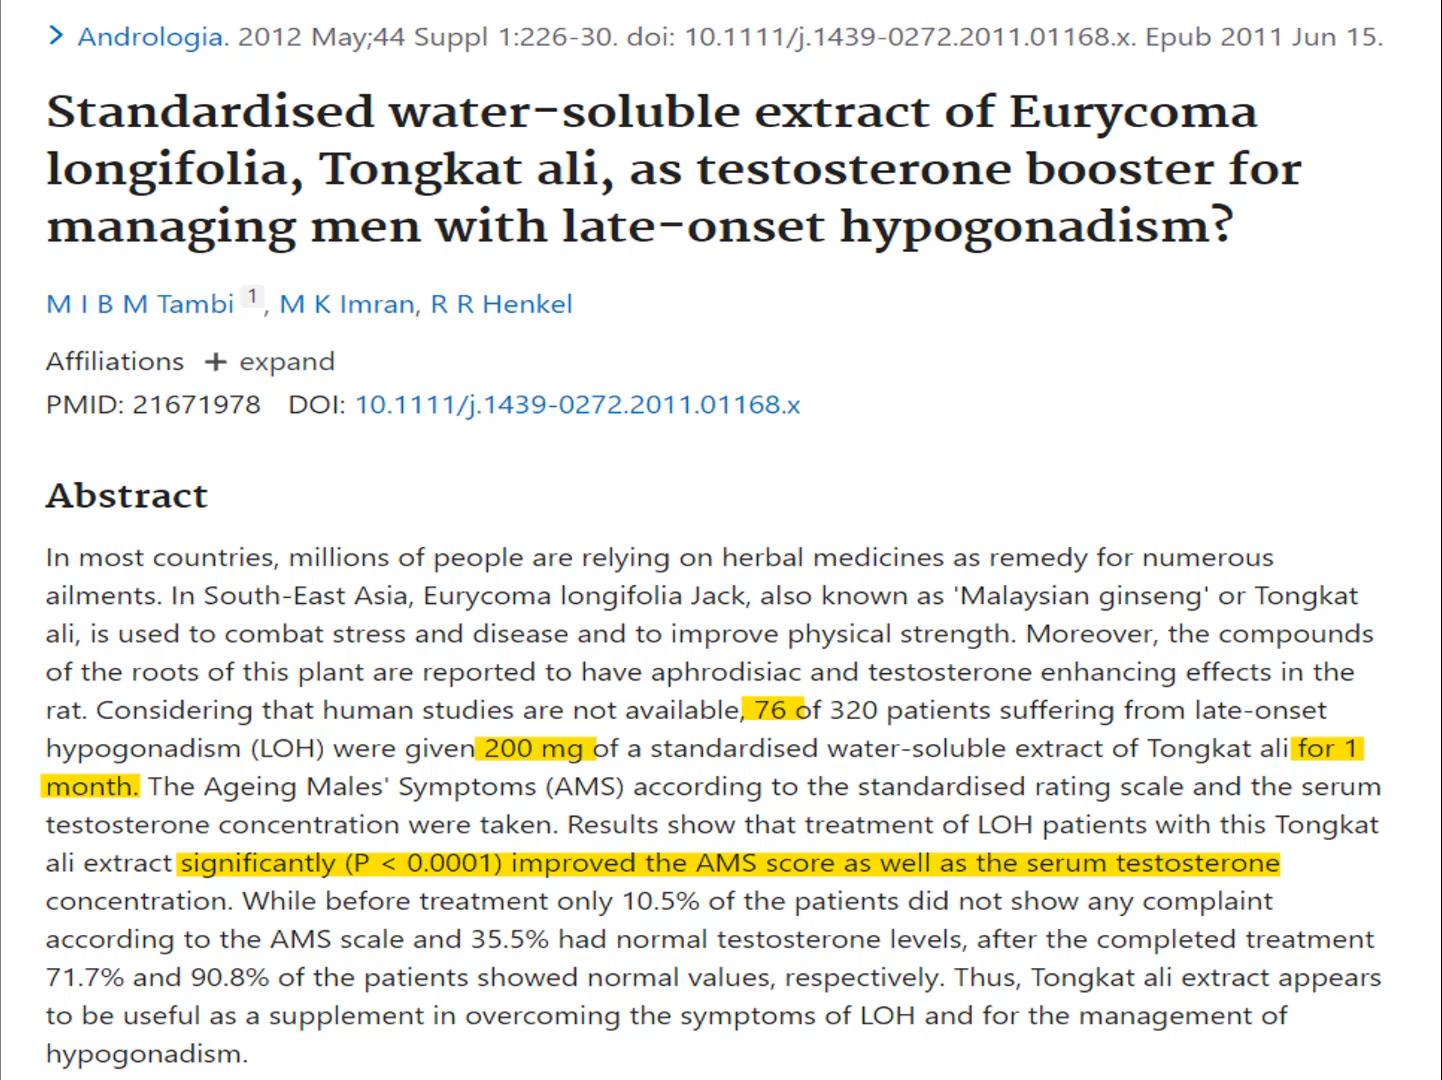 > Andrologia. 2012 May;44 Suppl 1:226-30. doi: 10.1111/j.1439-0272.2011.01168.x. Epub 2011 Jun 15.
Standardised water-soluble extract of Eurycoma
longifolia, Tongkat ali, as testosterone booster for
managing men with late-onset hypogonadism?
M I B M Tambi 1, M K Imran, R R Henkel
Affiliations + expand
PMID: 21671978 DOI: 10.1111/j.1439-0272.2011.01168.x
Abstract
In most countries, millions of people are relying on herbal medicines as remedy for numerous
ailments. In South-East Asia, Eurycoma longifolia Jack, also known as 'Malaysian ginseng' or Tongkat
ali, is used to combat stress and disease and to improve physical strength. Moreover, the compounds
of the roots of this plant are reported to have aphrodisiac and testosterone enhancing effects in the
rat. Considering that human studies are not available, 76 of 320 patients suffering from late-onset
hypogonadism (LOH) were given 200 mg of a standardised water-soluble extract of Tongkat ali for 1
month. The Ageing Males' Symptoms (AMS) according to the standardised rating scale and the serum
testosterone concentration were taken. Results show that treatment of LOH patients with this Tongkat
ali extract significantly (P < 0.0001) improved the AMS score as well as the serum testosterone
concentration. While before treatment only 10.5% of the patients did not show any complaint
according to the AMS scale and 35.5% had normal testosterone levels, after the completed treatment
71.7% and 90.8% of the patients showed normal values, respectively. Thus, Tongkat ali extract appears
to be useful as a supplement in overcoming the symptoms of LOH and for the management of
hypogonadism.